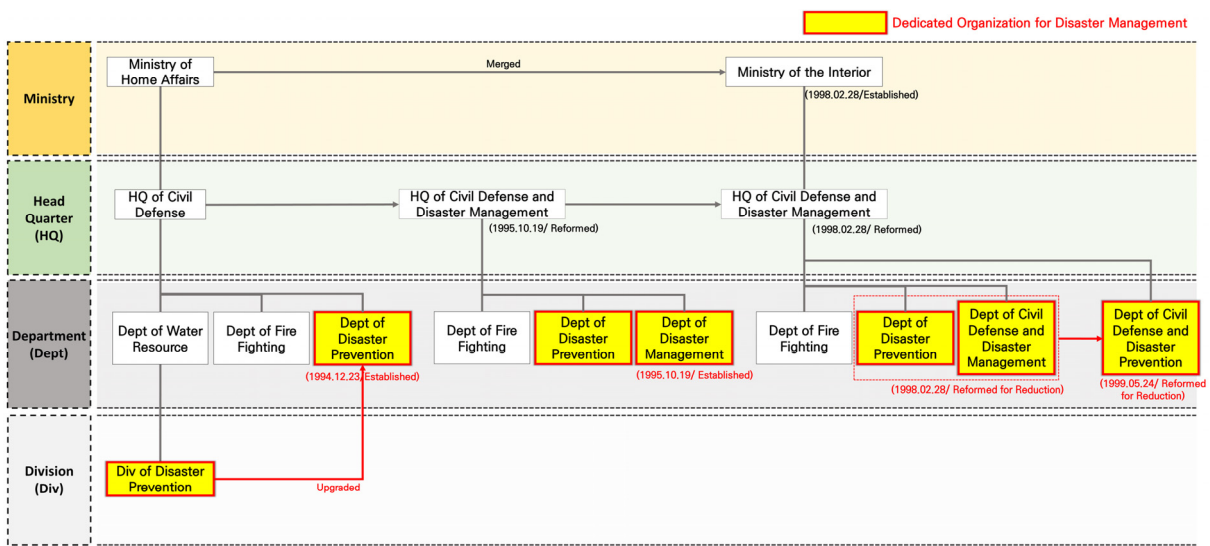 Dedicated Organization for Disaster Management
Ministry
Ministry of
Home Affairs
Merged
Ministry of the Interior
(1998.02.28/Established)
Head
Quarter
(HQ)
HQ of Civil
Defense
HQ of Civil Defense and
Disaster Management
(1995.10.19/ Reformed)
HQ of Civil Defense and
Disaster Management
(1998.02.28/ Reformed)
Department
(Dept)
Dept of Water
Resource
Dept of Fire
Fighting
Dept of
Disaster
Prevention
(1994.12.23/ Established)
Dept of Fire
Fighting
Dept of
Disaster
Prevention
Dept of
Disaster
Management
(1995.10.19/ Established)
Dept of Fire
Fighting
Dept of
Disaster
Prevention
Dept of Civil
Defense and
Disaster
Management
(1998.02.28/ Reformed for Reduction)
Dept of Civil
Defense and
Disaster
Prevention
(1999.05.24/ Reformed
for Reduction)
Division
(Div)
Div of Disaster
Prevention
Upgraded